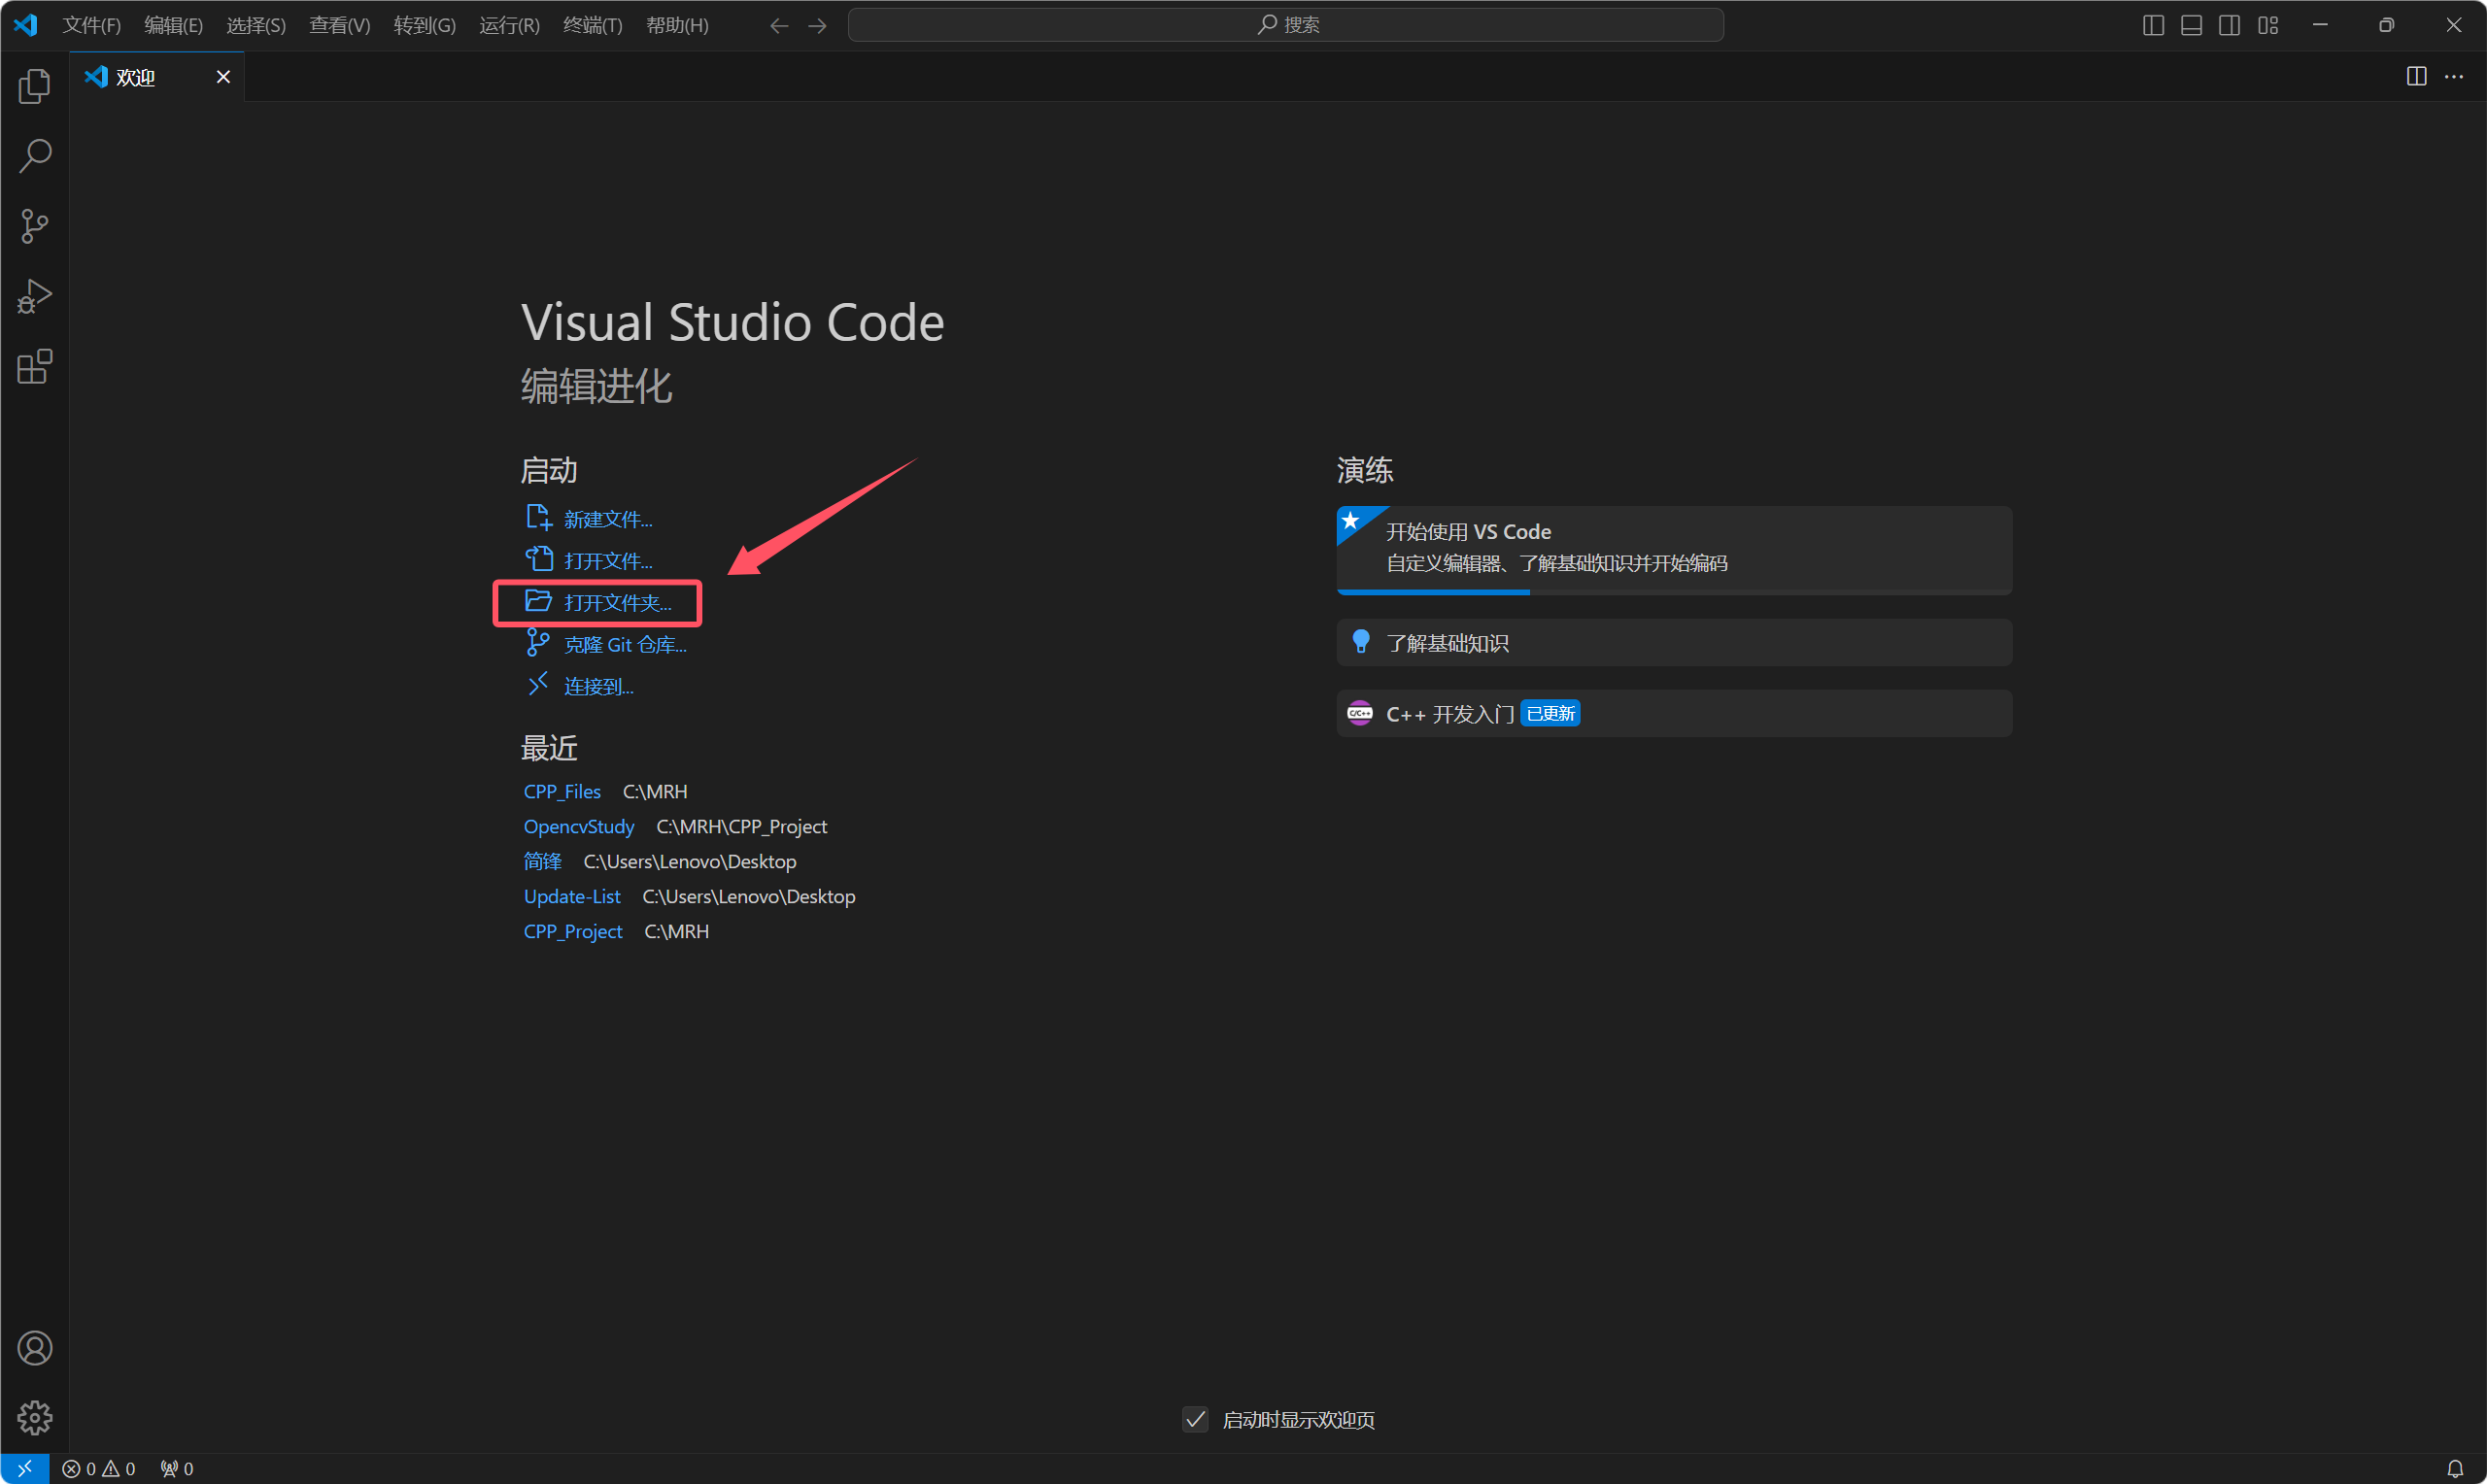 文件(F) 编辑(E) 选择(S) 查看(V) 转到(G) 运行(R) 终端(T) 帮助(H) 搜索
欢迎
Visual Studio Code
编辑进化
启动
新建文件...
打开文件...
打开文件夹...
克隆 Git 仓库...
连接到...
最近
CPP_Files C:\MRH
OpencvStudy C:\MRH\CPP_Project
简锋 C:\Users\Lenovo\Desktop
Update-List C:\Users\Lenovo\Desktop
CPP_Project C:\MRH
演练
开始使用 VS Code
自定义编辑器、了解基础知识并开始编码
了解基础知识
C/C++ C++ 开发入门 已更新
启动时显示欢迎页
0 0 0